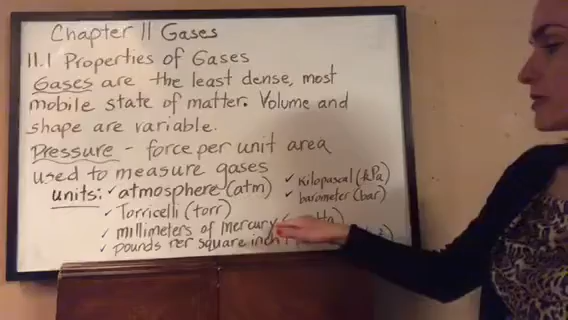 Chapter 11 Gases
11.1 Properties of Gases
Gases are the least dense, most
mobile state of matter. Volume and
shape are variable.
Pressure - force per unit area
used to measure gases
units: ✓ atmosphere (atm)
✓ Torricelli (torr)
✓ millimeters of mercury
✓ pounds per square inch
✓ Kilopascal (kPa)
✓ barometer (bar)